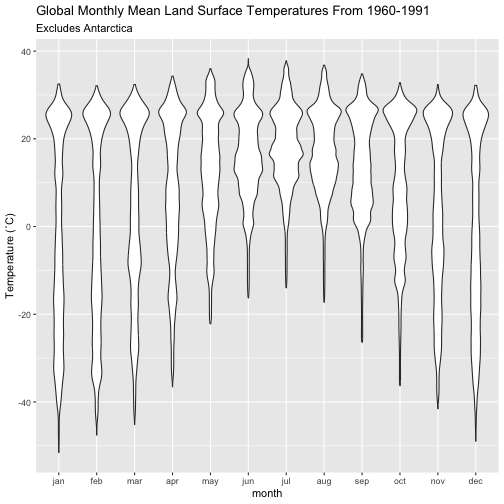 Global Monthly Mean Land Surface Temperatures From 1960-1991
Excludes Antarctica
Temperature (˚C)
40
20
0
-20
-40
jan feb mar apr may jun jul aug sep oct nov dec
month